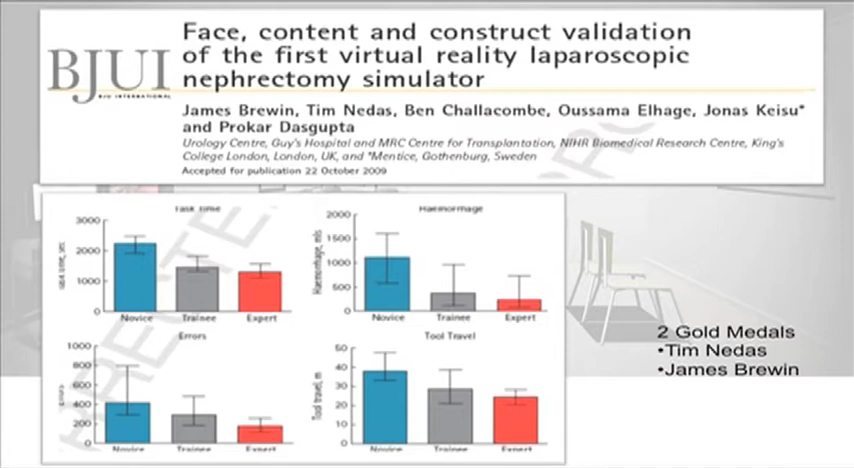 Face, content and construct validation
of the first virtual reality laparoscopic
nephrectomy simulator
BJUI
BJU INTERNATIONAL
James Brewin, Tim Nedas, Ben Challacombe, Oussama Elhage, Jonas Keisu*
and Prokar Dasgupta
Urology Centre, Guy's Hospital and MRC Centre for Transplantation, NIHR Biomedical Research Centre, King's
College London, London, UK, and *Mentice, Gothenburg, Sweden
Accepted for publication 22 October 2009
Task Time
3000
2000
1000
0
Task time, sec
Novice
Trainee
Expert
Haemorrhage
2000
1500
1000
500
0
Haemorrhage, mls
Novice
Trainee
Expert
Errors
1000
800
600
400
200
0
Errors
Novice
Trainee
Expert
Tool Travel
50
40
30
20
10
0
Tool travel, m
Novice
Trainee
Expert
2 Gold Medals
•Tim Nedas
•James Brewin